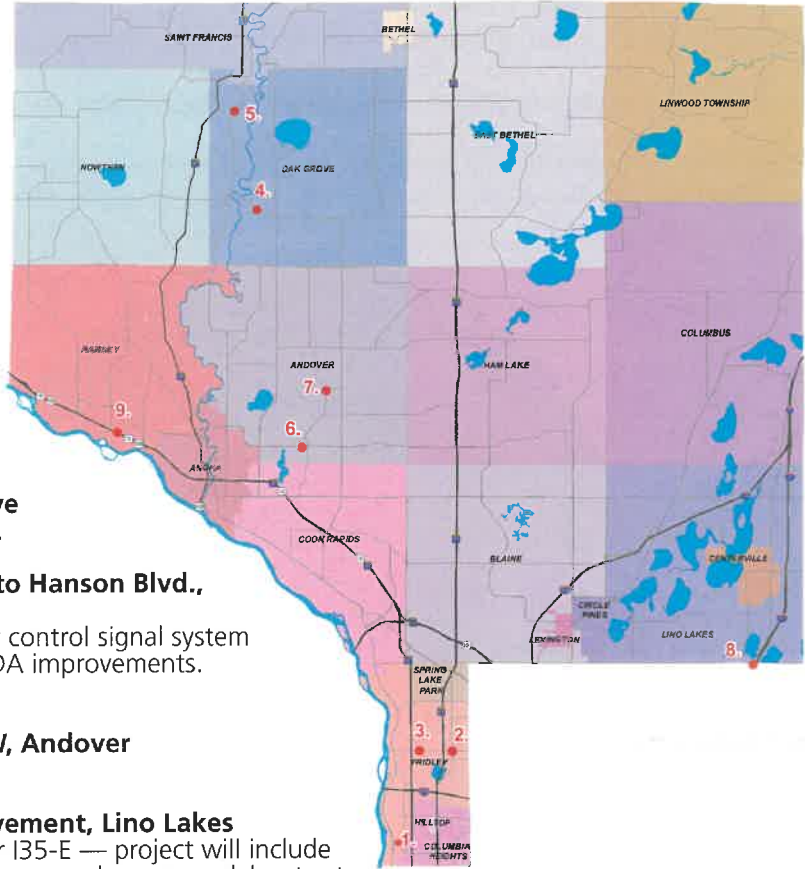 SAINT FRANCIS
BETHEL
LINWOOD TOWNSHIP
EAST BETHEL
5.
NOWTHEN
OAK GROVE
4.
COLUMBUS
RAMSEY
ANDOVER
HAM LAKE
7.
9.
6.
ANOKA
ve
to Hanson Blvd.,
COON RAPIDS
BLAINE
CENTERVILLE
control signal system
DA improvements.
CIRCLE
PINES
LEXINGTON
LINO LAKES
8.
SPRING
LAKE
PARK
, Andover
3.
2.
FRIDLEY
vement, Lino Lakes
r I35-E — project will include
HILLTOP
1.
COLUMBIA
HEIGHTS